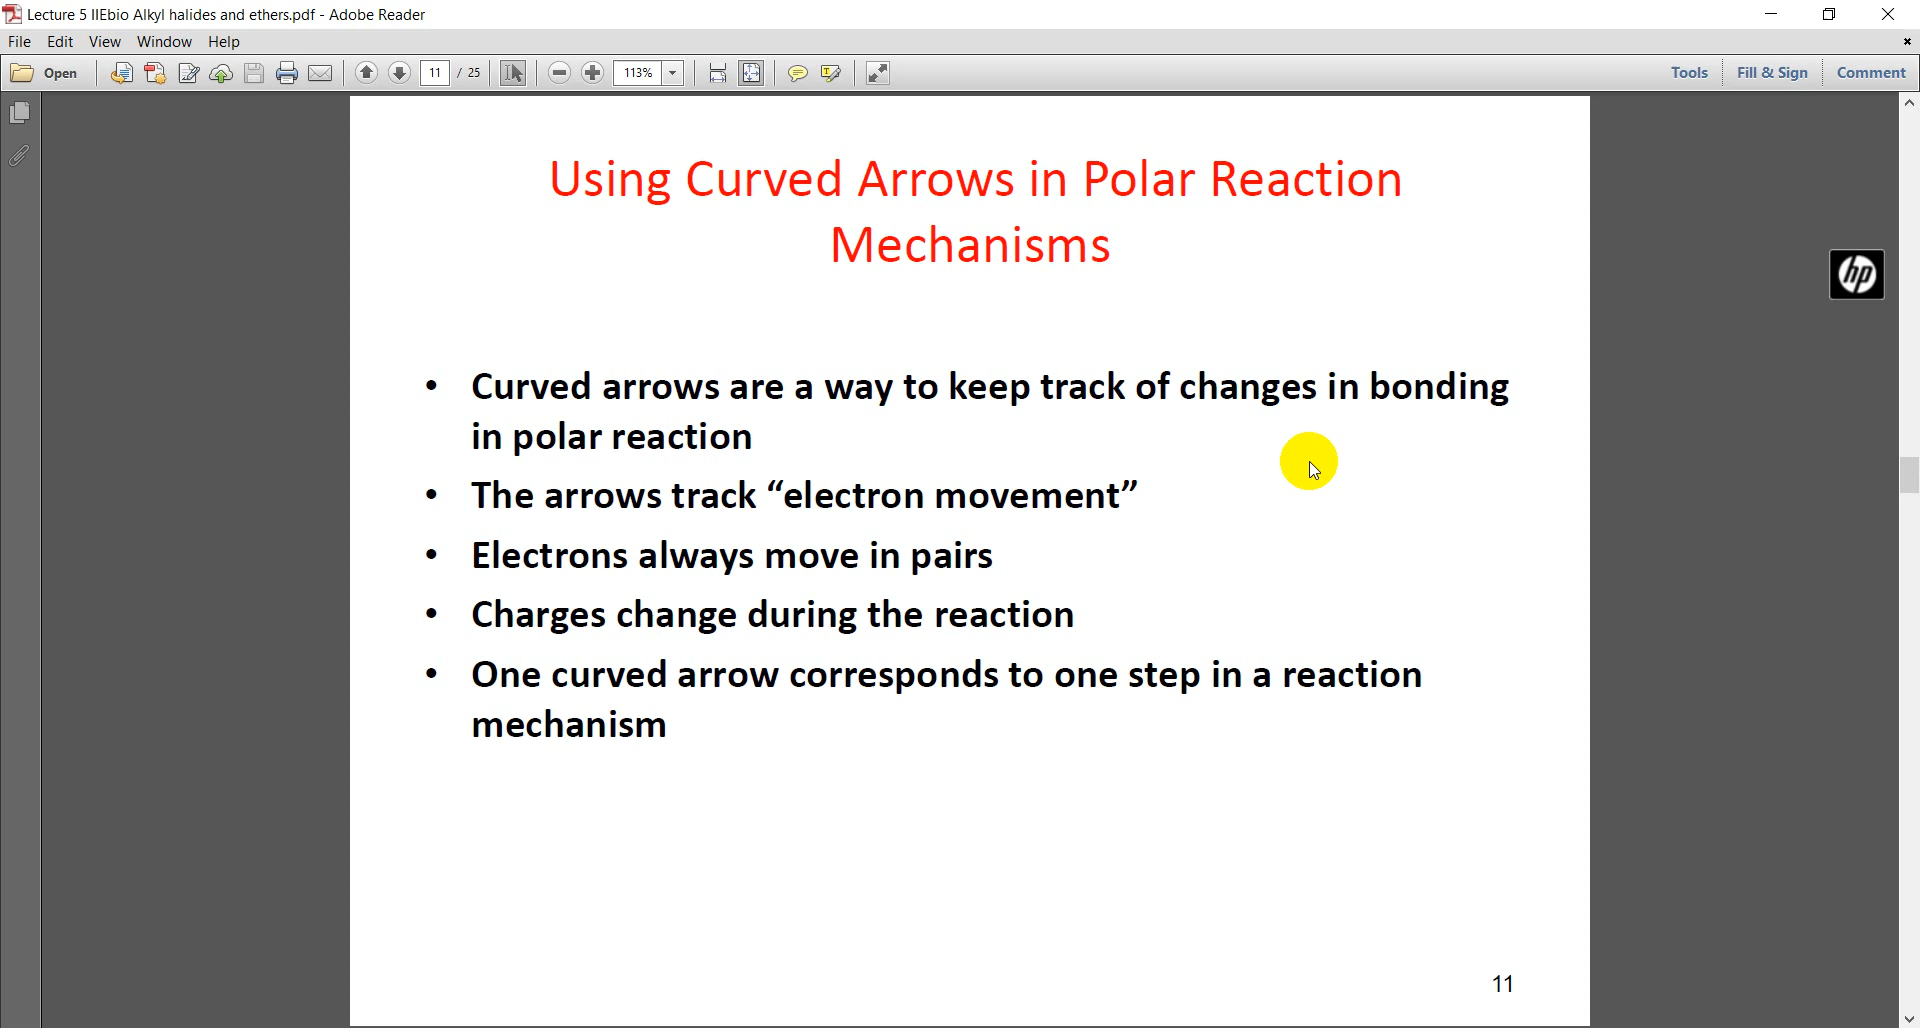 Lecture 5 IIEbio Alkyl halides and ethers.pdf - Adobe Reader
File Edit View Window Help
Open 11 / 25 113% Tools Fill & Sign Comment
Using Curved Arrows in Polar Reaction
Mechanisms
hp
• Curved arrows are a way to keep track of changes in bonding
in polar reaction
• The arrows track “electron movement”
• Electrons always move in pairs
• Charges change during the reaction
• One curved arrow corresponds to one step in a reaction
mechanism
11